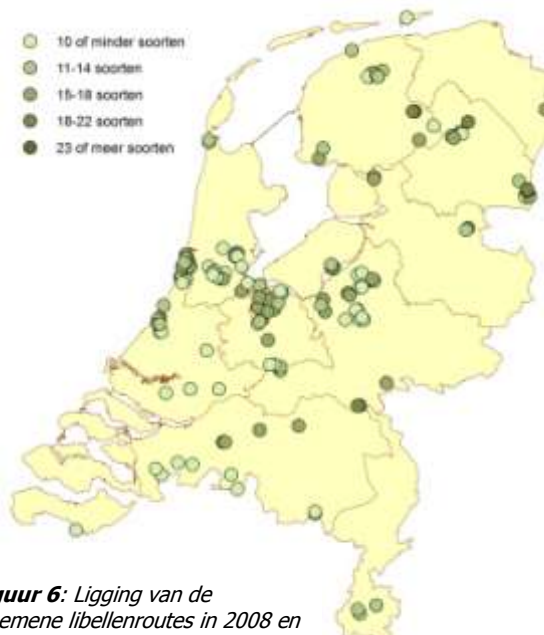 10 of minder soorten
11-14 soorten
15-18 soorten
18-22 soorten
23 of meer soorten
guur 6: Ligging van de
emene libellenroutes in 2008 en